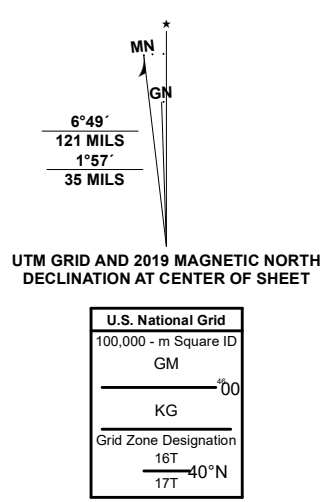 ★
MN
GN
6°49´
121 MILS
1°57´
35 MILS
UTM GRID AND 2019 MAGNETIC NORTH
DECLINATION AT CENTER OF SHEET
U.S. National Grid
100,000 - m Square ID
GM
4600
KG
Grid Zone Designation
16T
40°N
17T